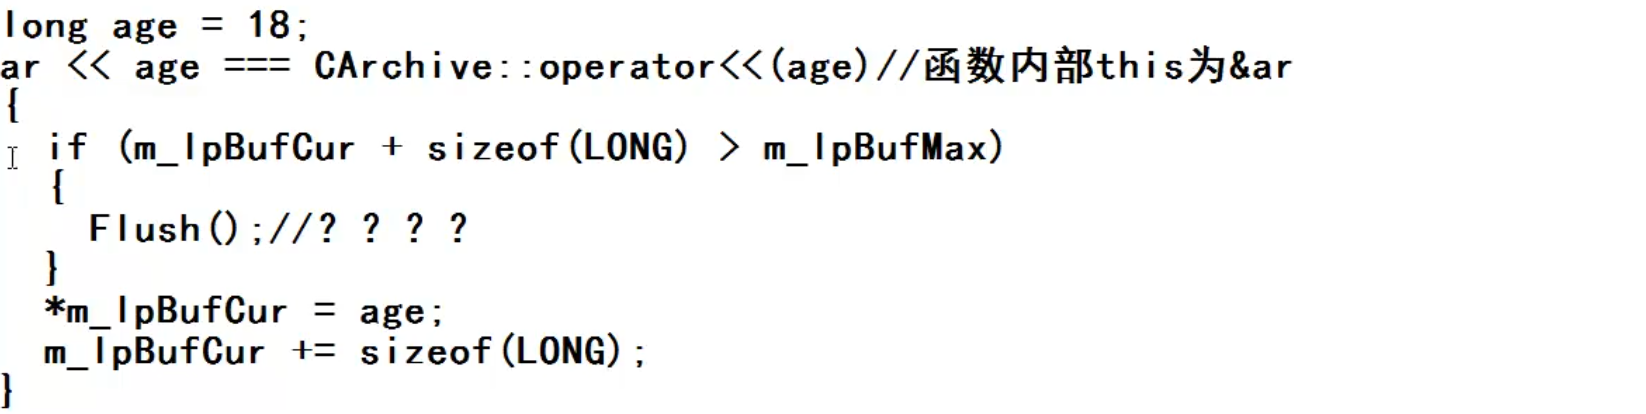 long age = 18;
ar << age === CArchive::operator<<(age)//函数内部this为&ar
{
if (m_lpBufCur + sizeof(LONG) > m_lpBufMax)
{
Flush();//? ? ? ?
}
*m_lpBufCur = age;
m_lpBufCur += sizeof(LONG);
}